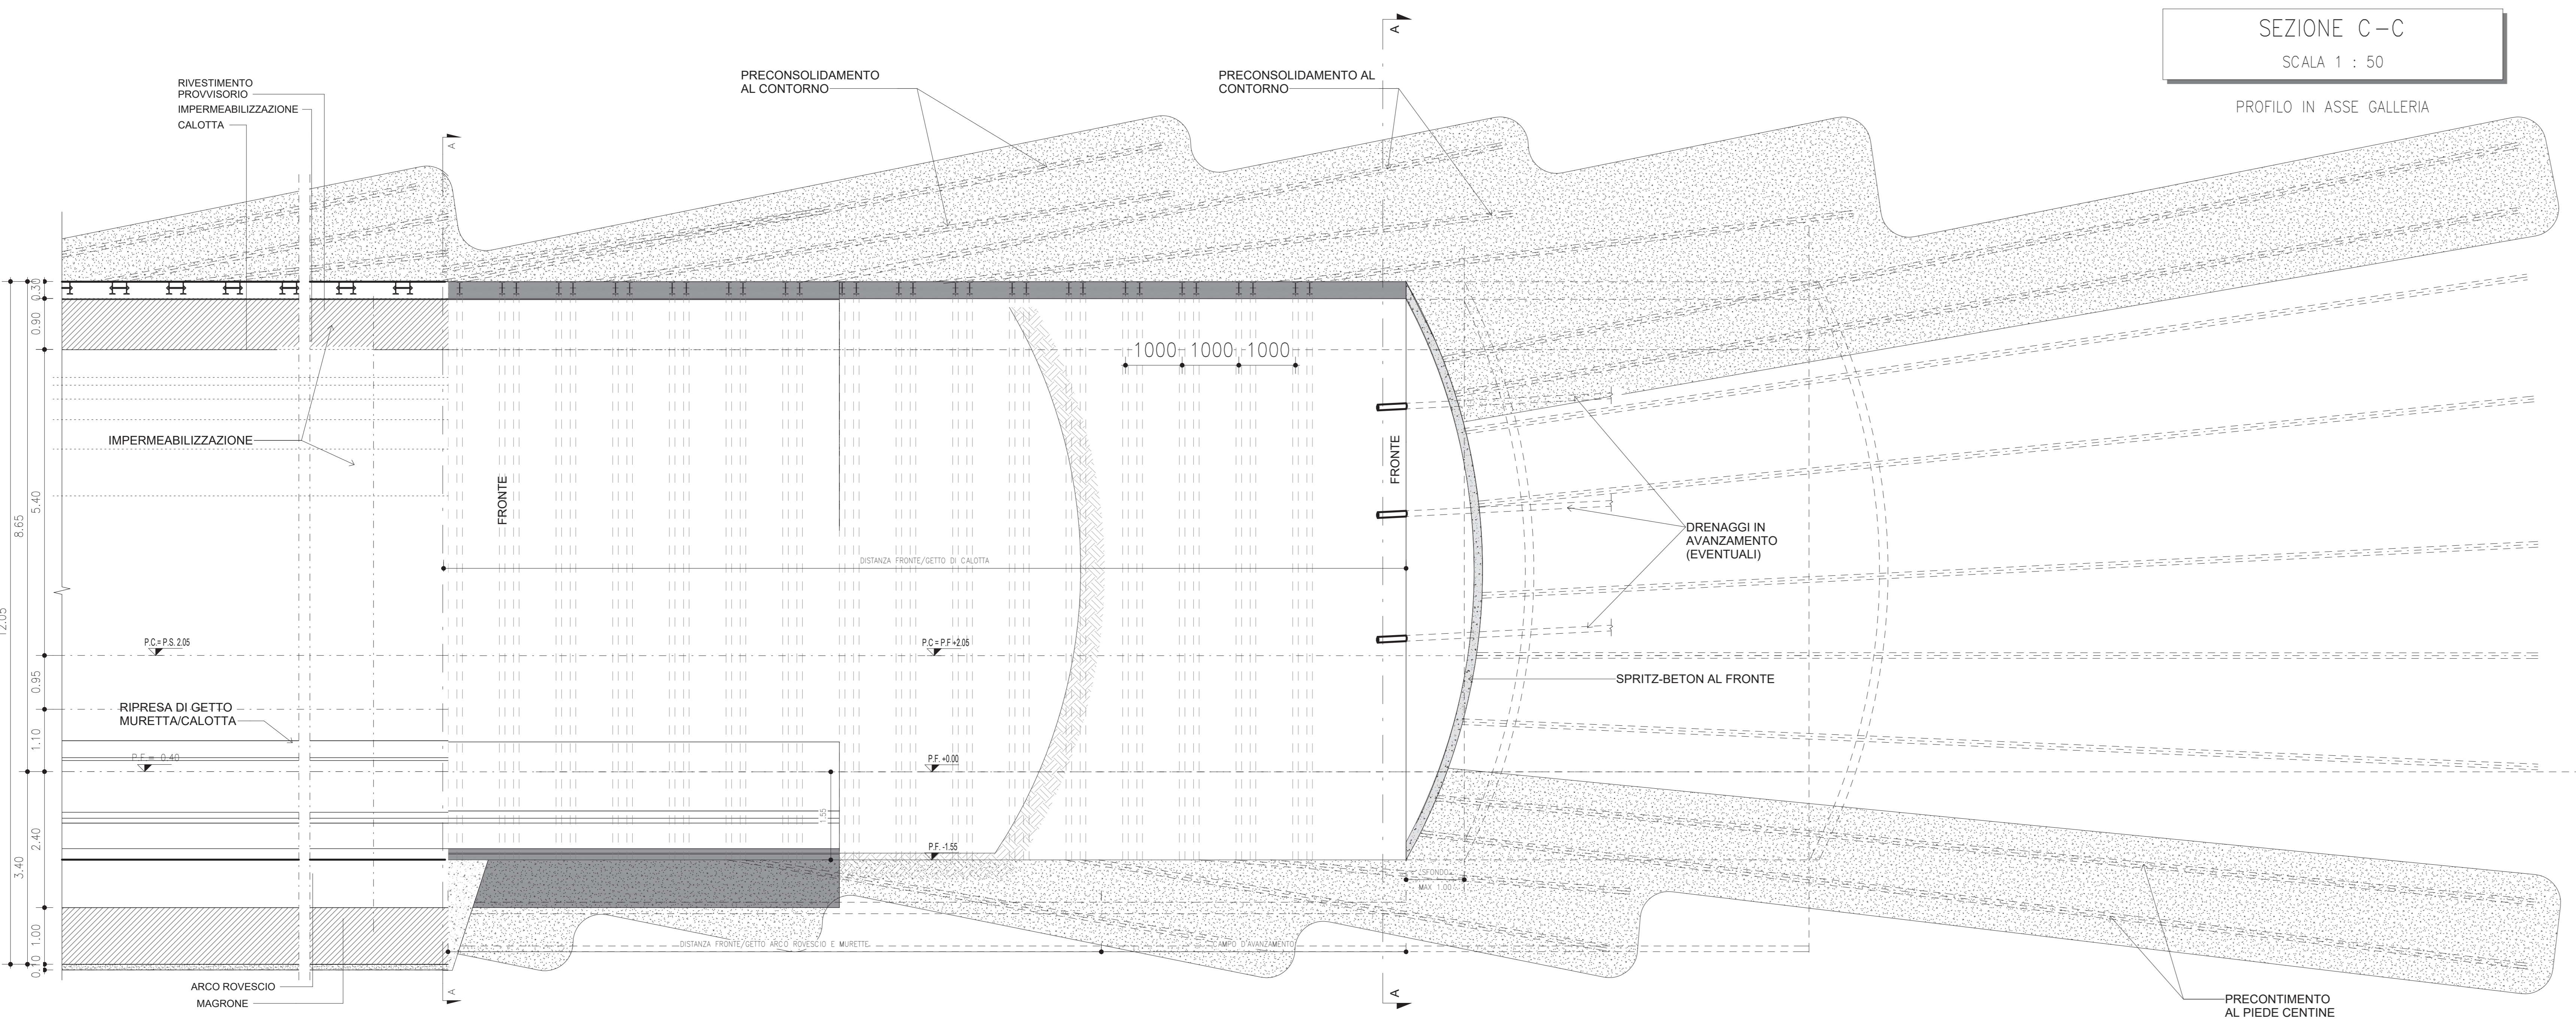 SEZIONE C-C
SCALA 1 : 50
PROFILO IN ASSE GALLERIA
A
A
RIVESTIMENTO
PROVVISORIO
IMPERMEABILIZZAZIONE
CALOTTA
PRECONSOLIDAMENTO
AL CONTORNO
PRECONSOLIDAMENTO AL
CONTORNO
0.30
0.90
5.40
8.65
12.05
0.95
1.10
2.40
3.40
1.00
0.10
1000 1000 1000
IMPERMEABILIZZAZIONE
FRONTE
FRONTE
DRENAGGI IN
AVANZAMENTO
(EVENTUALI)
DISTANZA FRONTE/GETTO DI CALOTTA
P.C.= P.S. 2.05
P.C.= P.F.+2.05
SPRITZ-BETON AL FRONTE
RIPRESA DI GETTO
MURETTA/CALOTTA
P.F.= 0.40
P.F. +0.00
1.55
P.F. -1.55
SFONDO
MAX 1.00
DISTANZA FRONTE/GETTO ARCO ROVESCIO E MURETTE
CAMPO D'AVANZAMENTO
ARCO ROVESCIO
MAGRONE
A
A
PRECONTIMENTO
AL PIEDE CENTINE